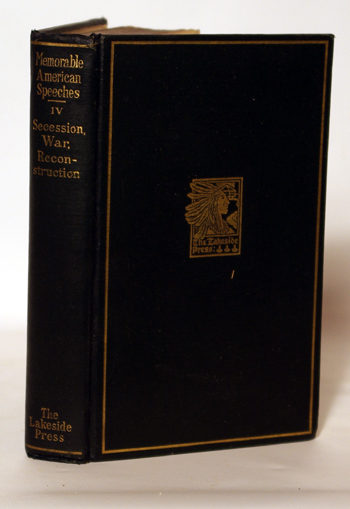 Memorable
American
Speeches
IV
Secession,
War,
Recon-
struction
The
Lakeside
Press
The Lakeside
Press: